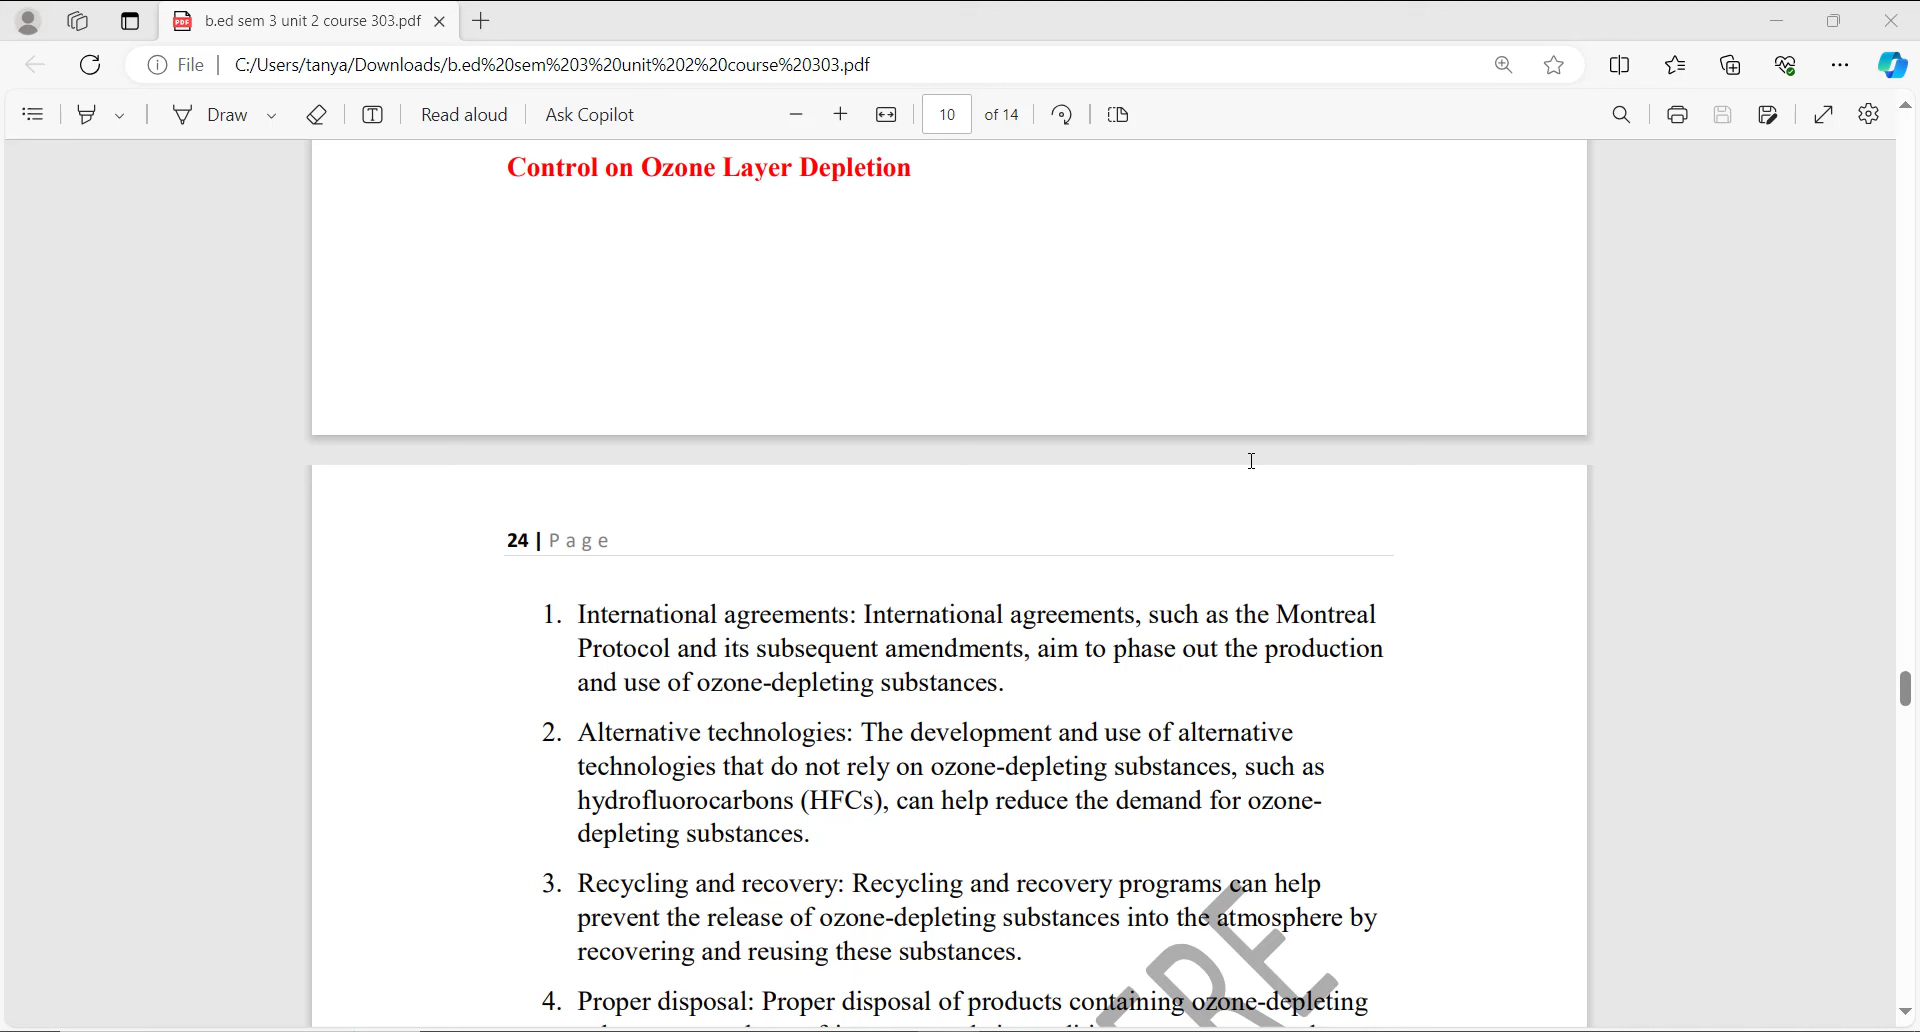 b.ed sem 3 unit 2 course 303.pdf
File | C:/Users/tanya/Downloads/b.ed%20sem%203%20unit%202%20course%20303.pdf
Draw Read aloud Ask Copilot 10 of 14
Control on Ozone Layer Depletion
24 | Page
1. International agreements: International agreements, such as the Montreal
Protocol and its subsequent amendments, aim to phase out the production
and use of ozone-depleting substances.
2. Alternative technologies: The development and use of alternative
technologies that do not rely on ozone-depleting substances, such as
hydrofluorocarbons (HFCs), can help reduce the demand for ozone-
depleting substances.
3. Recycling and recovery: Recycling and recovery programs can help
prevent the release of ozone-depleting substances into the atmosphere by
recovering and reusing these substances.
4. Proper disposal: Proper disposal of products containing ozone-depleting